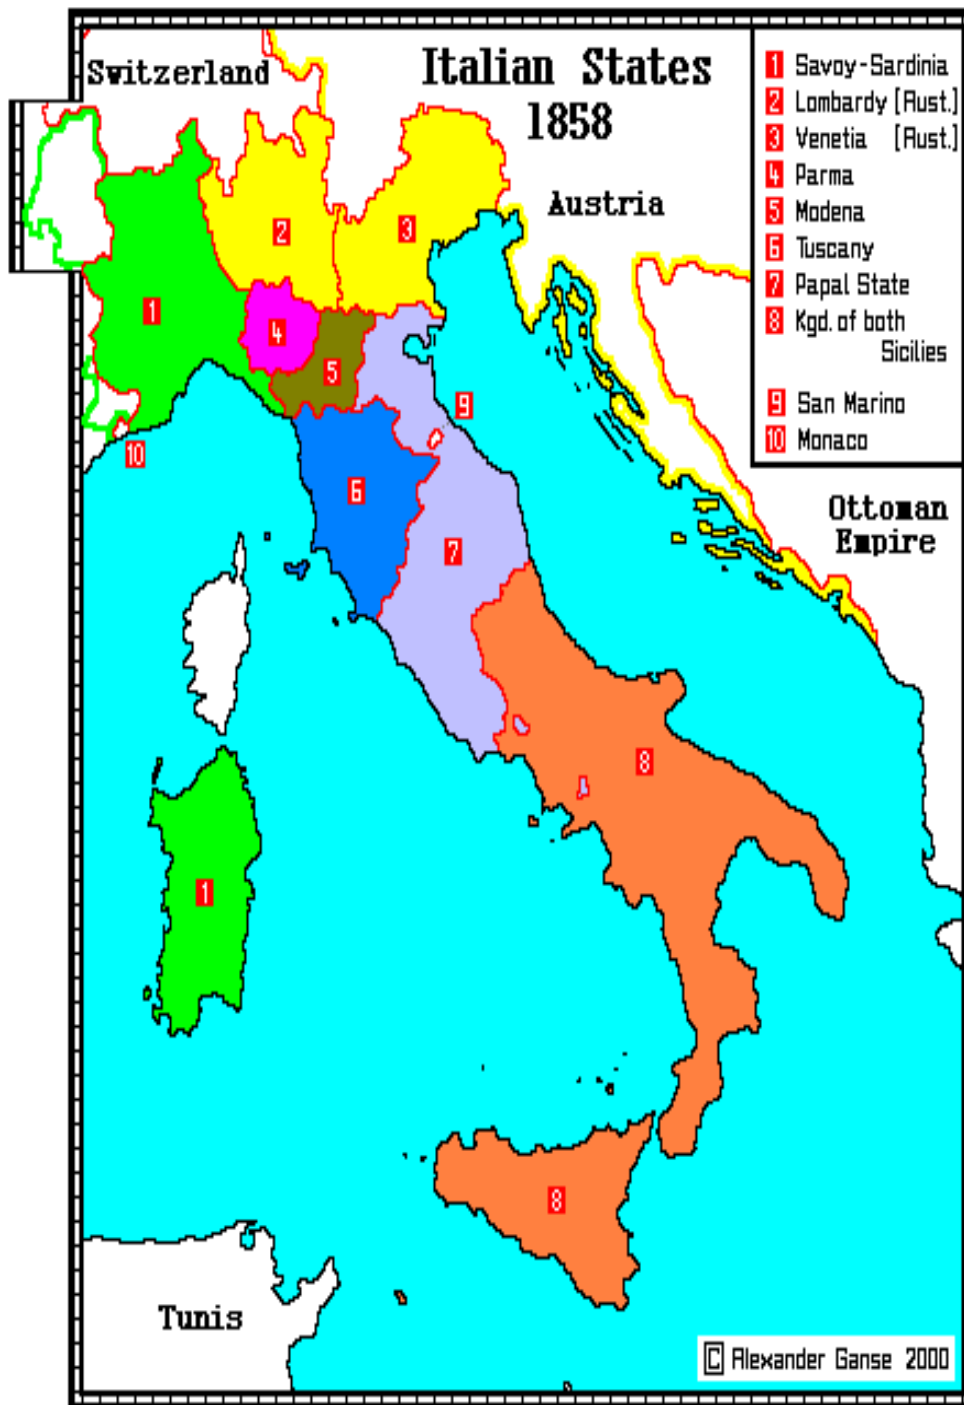 Italian States
1858
Switzerland
Austria
Ottoman
Empire
Tunis
1 Savoy-Sardinia
2 Lombardy [Aust.]
3 Venetia [Aust.]
4 Parma
5 Modena
6 Tuscany
7 Papal State
8 Kgd. of both
Sicilies
9 San Marino
10 Monaco
1
2
3
4
5
6
7
8
9
10
1
8
C Alexander Ganse 2000